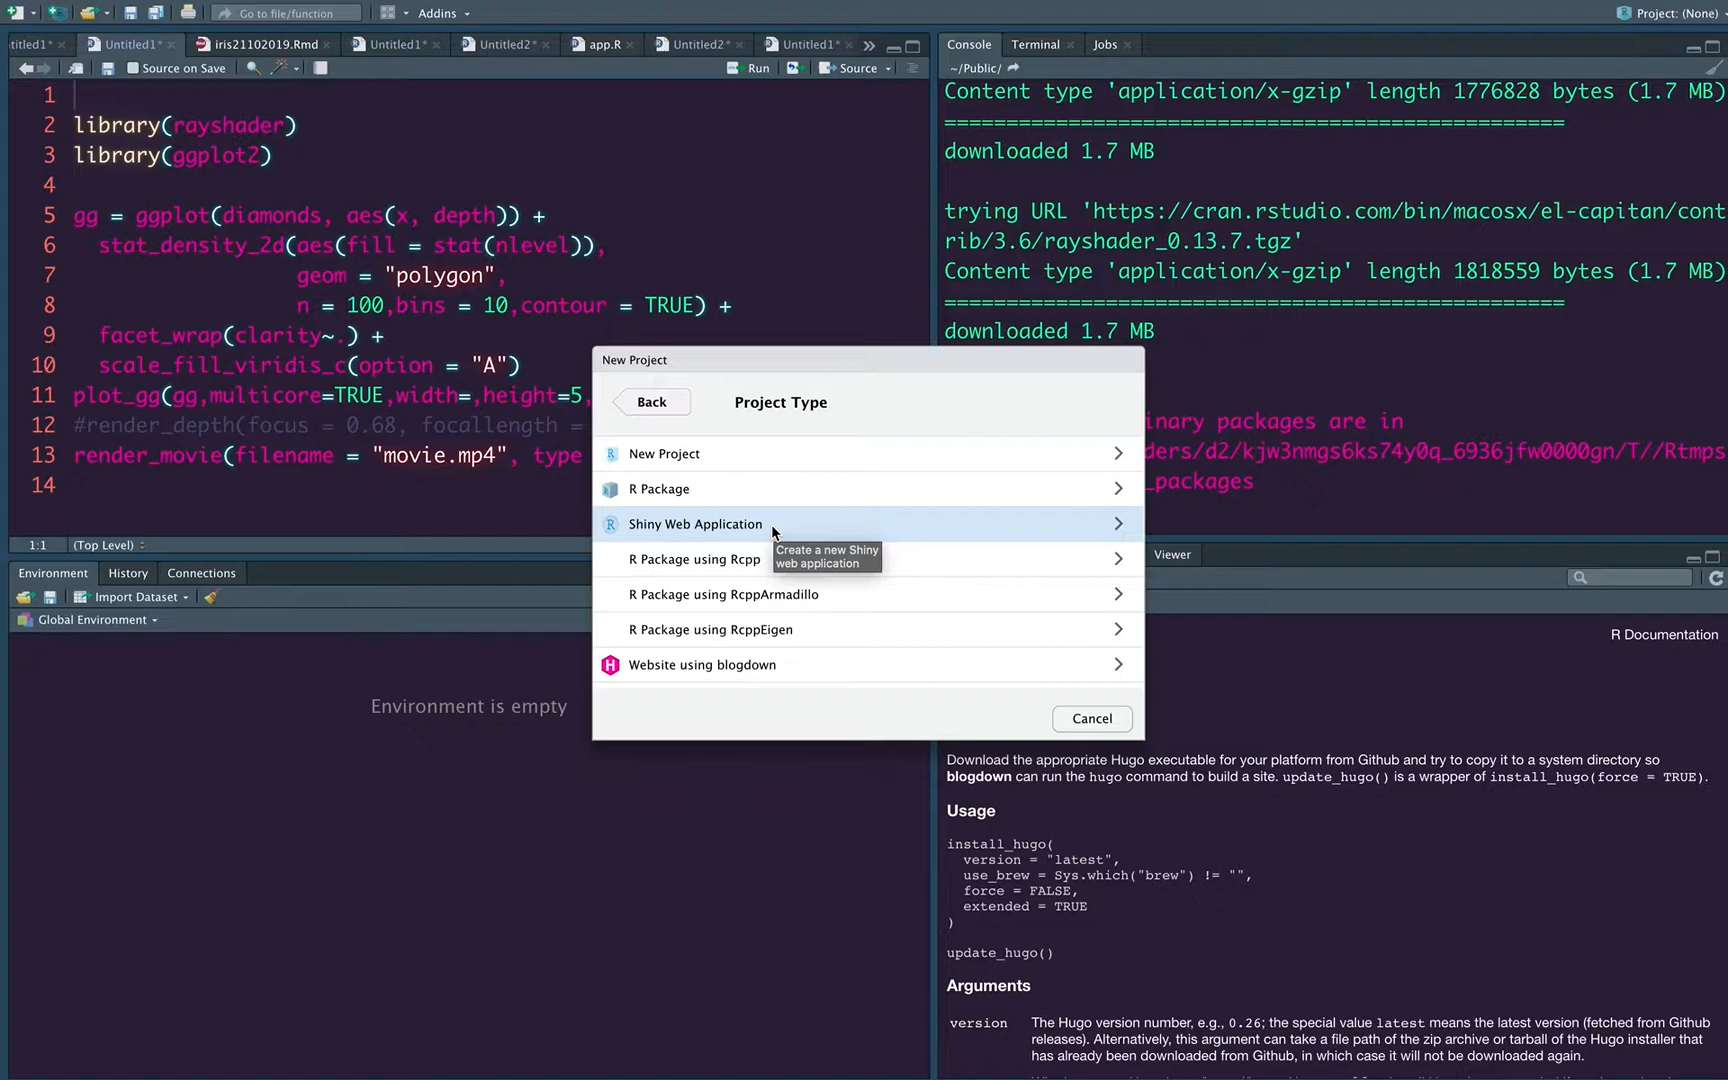 Go to file/function
Addins
Project: (None)
ntitled1*
Untitled1*
iris21102019.Rmd
Untitled1*
Untitled2*
app.R
Untitled2*
Untitled1*
Source on Save
Run
Source
1
2 library(rayshader)
3 library(ggplot2)
4
5 gg = ggplot(diamonds, aes(x, depth)) +
6 stat_density_2d(aes(fill = stat(nlevel)),
7 geom = "polygon",
8 n = 100,bins = 10,contour = TRUE) +
9 facet_wrap(clarity~.) +
10 scale_fill_viridis_c(option = "A")
11 plot_gg(gg,multicore=TRUE,width=,height=5,
12 #render_depth(focus = 0.68, focallength =
13 render_movie(filename = "movie.mp4", type
14
1:1 (Top Level)
Console Terminal Jobs
~/Public/
Content type 'application/x-gzip' length 1776828 bytes (1.7 MB)
==================================================
downloaded 1.7 MB
trying URL 'https://cran.rstudio.com/bin/macosx/el-capitan/cont
rib/3.6/rayshader_0.13.7.tgz'
Content type 'application/x-gzip' length 1818559 bytes (1.7 MB)
==================================================
downloaded 1.7 MB
inary packages are in
ders/d2/kjw3nmgs6ks74y0q_6936jfw0000gn/T//Rtmps
_packages
New Project
Back
Project Type
New Project
R Package
Shiny Web Application
Create a new Shiny
web application
R Package using Rcpp
R Package using RcppArmadillo
R Package using RcppEigen
Website using blogdown
Cancel
Environment History Connections
Import Dataset
Global Environment
Environment is empty
Viewer
R Documentation
Download the appropriate Hugo executable for your platform from Github and try to copy it to a system directory so
blogdown can run the hugo command to build a site. update_hugo() is a wrapper of install_hugo(force = TRUE).
Usage
install_hugo(
version = "latest",
use_brew = Sys.which("brew") != "",
force = FALSE,
extended = TRUE
)
update_hugo()
Arguments
version The Hugo version number, e.g., 0.26; the special value latest means the latest version (fetched from Github
releases). Alternatively, this argument can take a file path of the zip archive or tarball of the Hugo installer that
has already been downloaded from Github, in which case it will not be downloaded again.